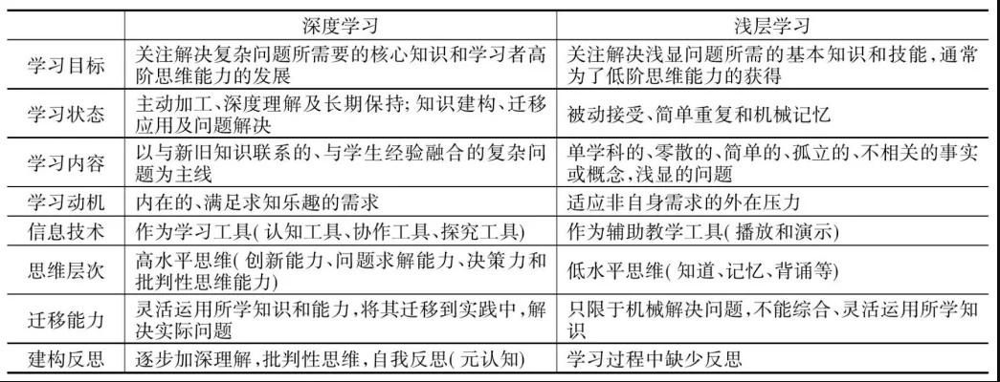 深度学习 浅层学习
学习目标 关注解决复杂问题所需要的核心知识和学习者高阶思维能力的发展 关注解决浅显问题所需的基本知识和技能,通常为了低阶思维能力的获得
学习状态 主动加工、深度理解及长期保持; 知识建构、迁移应用及问题解决 被动接受、简单重复和机械记忆
学习内容 以与新旧知识联系的、与学生经验融合的复杂问题为主线 单学科的、零散的、简单的、孤立的、不相关的事实或概念,浅显的问题
学习动机 内在的、满足求知乐趣的需求 适应非自身需求的外在压力
信息技术 作为学习工具( 认知工具、协作工具、探究工具) 作为辅助教学工具( 播放和演示)
思维层次 高水平思维( 创新能力、问题求解能力、决策力和批判性思维能力) 低水平思维( 知道、记忆、背诵等)
迁移能力 灵活运用所学知识和能力,将其迁移到实践中,解决实际问题 只限于机械解决问题,不能综合、灵活运用所学知识
建构反思 逐步加深理解,批判性思维,自我反思( 元认知) 学习过程中缺少反思